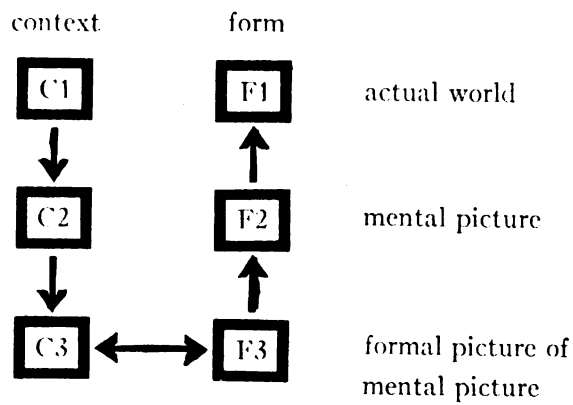 context form
C1 F1 actual world
C2 F2 mental picture
C3 F3 formal picture of
mental picture